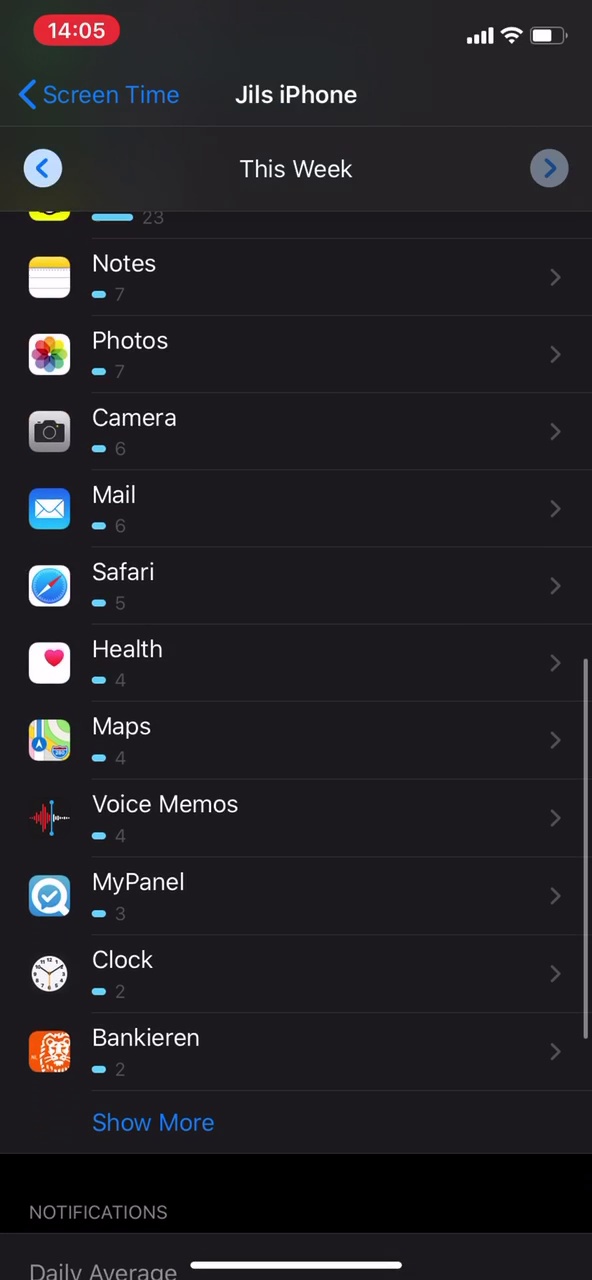 14:05
Screen Time
Jils iPhone
This Week
23
Notes
7
Photos
7
Camera
6
Mail
6
Safari
5
Health
4
Maps
4
Voice Memos
4
MyPanel
3
Clock
2
Bankieren
2
Show More
NOTIFICATIONS
Daily Average